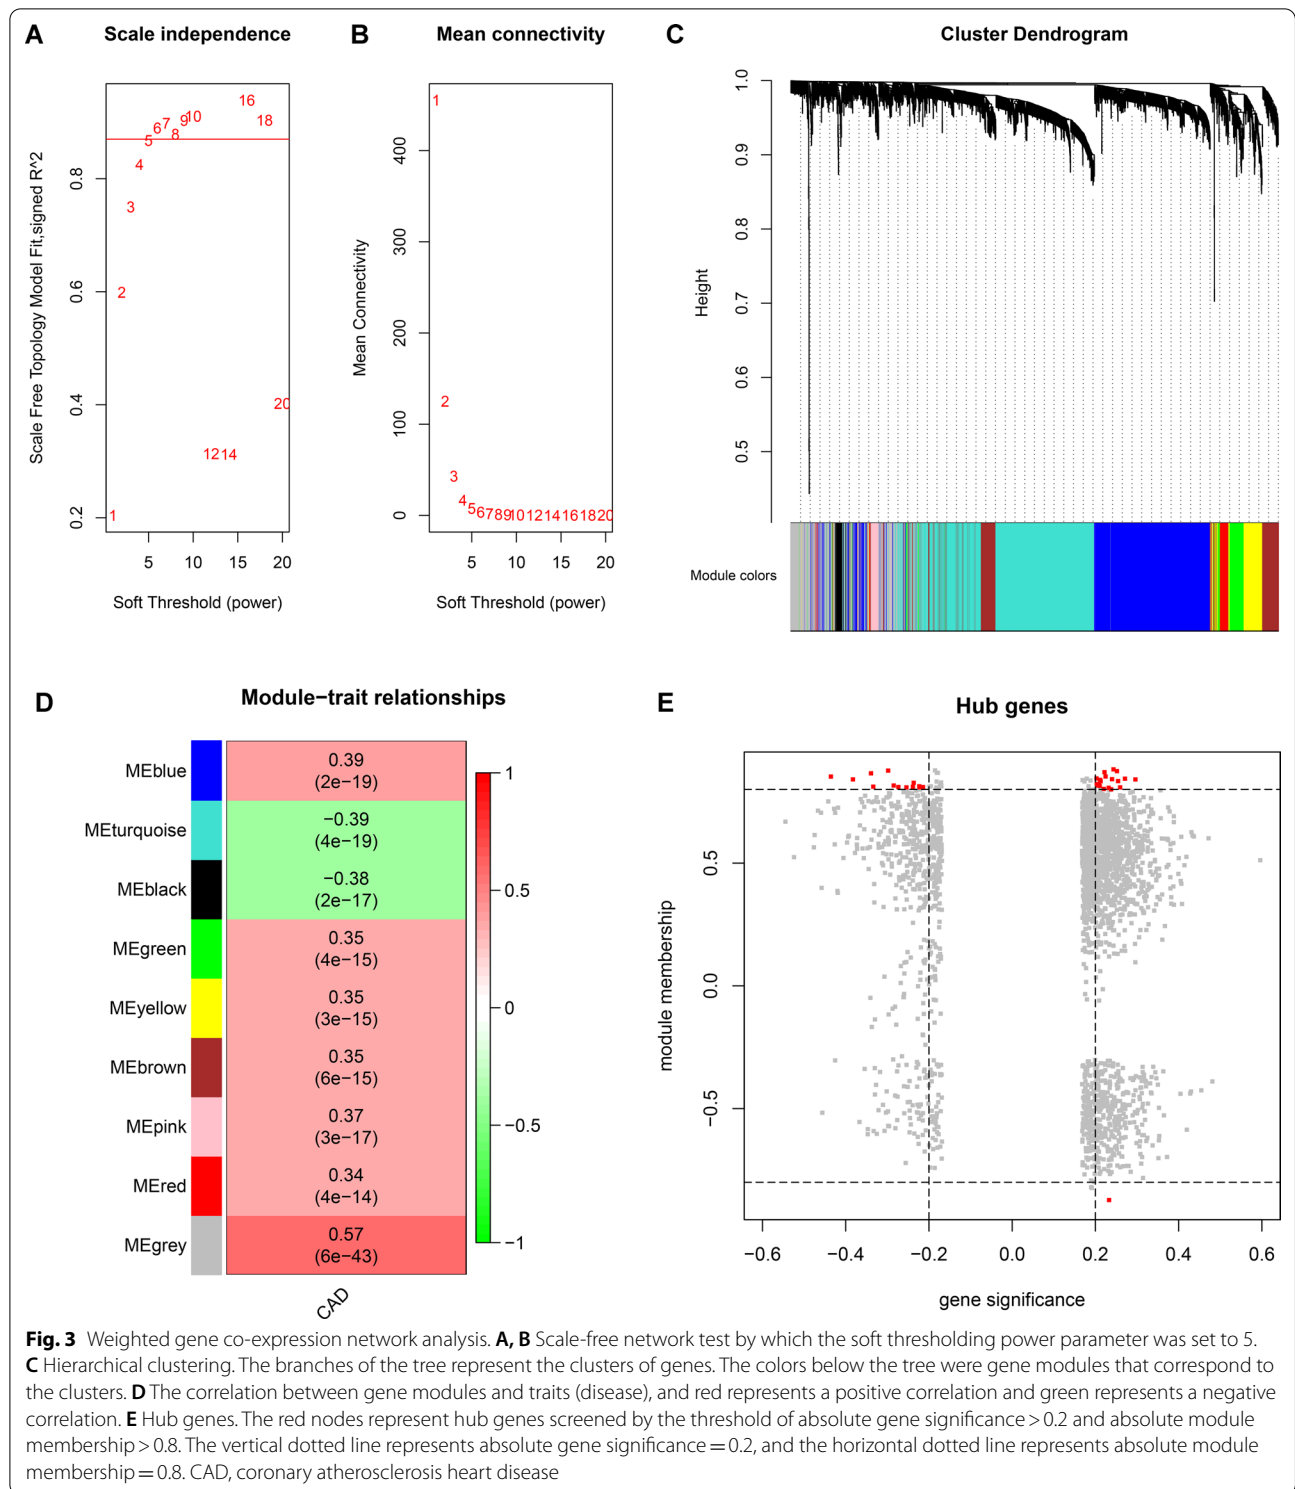 A
Scale independence
Scale Free Topology Model Fit,signed R^2
0.8
0.6
0.4
0.2
1
2
3
4
5
6
7
8
9
10
12
14
16
18
20
5 10 15 20
Soft Threshold (power)
B
Mean connectivity
Mean Connectivity
400
300
200
100
0
1
2
3
4
5
6
7
8
9
10
12
14
16
18
20
5 10 15 20
Soft Threshold (power)
C
Cluster Dendrogram
Height
1.0
0.9
0.8
0.7
0.6
0.5
Module colors
D
Module−trait relationships
MEblue
0.39
(2e−19)
MEturquoise
−0.39
(4e−19)
MEblack
−0.38
(2e−17)
MEgreen
0.35
(4e−15)
MEyellow
0.35
(3e−15)
MEbrown
0.35
(6e−15)
MEpink
0.37
(3e−17)
MEred
0.34
(4e−14)
MEgrey
0.57
(6e−43)
CAD
1
0.5
0
−0.5
−1
E
Hub genes
module membership
0.5
0.0
−0.5
−0.6 −0.4 −0.2 0.0 0.2 0.4 0.6
gene significance
Fig. 3 Weighted gene co-expression network analysis. A, B Scale-free network test by which the soft thresholding power parameter was set to 5.
C Hierarchical clustering. The branches of the tree represent the clusters of genes. The colors below the tree were gene modules that correspond to
the clusters. D The correlation between gene modules and traits (disease), and red represents a positive correlation and green represents a negative
correlation. E Hub genes. The red nodes represent hub genes screened by the threshold of absolute gene significance > 0.2 and absolute module
membership > 0.8. The vertical dotted line represents absolute gene significance = 0.2, and the horizontal dotted line represents absolute module
membership = 0.8. CAD, coronary atherosclerosis heart disease